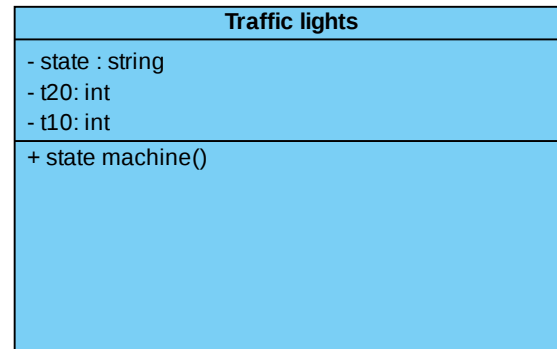 Traffic lights
- state : string
- t20: int
- t10: int
+ state machine()